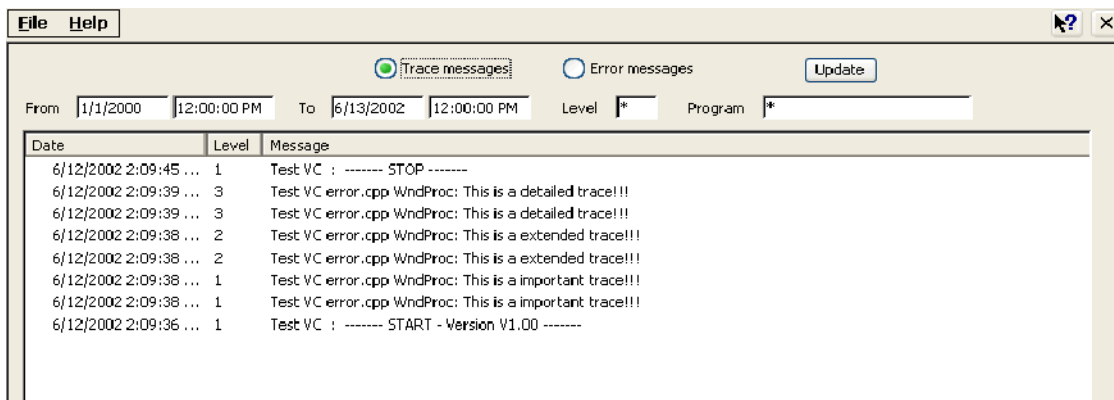 File Help
Trace messages Error messages Update
From 1/1/2000 12:00:00 PM To 6/13/2002 12:00:00 PM Level * Program *
Date Level Message
6/12/2002 2:09:45 ... 1 Test VC : ------- STOP -------
6/12/2002 2:09:39 ... 3 Test VC error.cpp WndProc: This is a detailed trace!!!
6/12/2002 2:09:39 ... 3 Test VC error.cpp WndProc: This is a detailed trace!!!
6/12/2002 2:09:38 ... 2 Test VC error.cpp WndProc: This is a extended trace!!!
6/12/2002 2:09:38 ... 2 Test VC error.cpp WndProc: This is a extended trace!!!
6/12/2002 2:09:38 ... 1 Test VC error.cpp WndProc: This is a important trace!!!
6/12/2002 2:09:38 ... 1 Test VC error.cpp WndProc: This is a important trace!!!
6/12/2002 2:09:36 ... 1 Test VC : ------- START - Version V1.00 -------